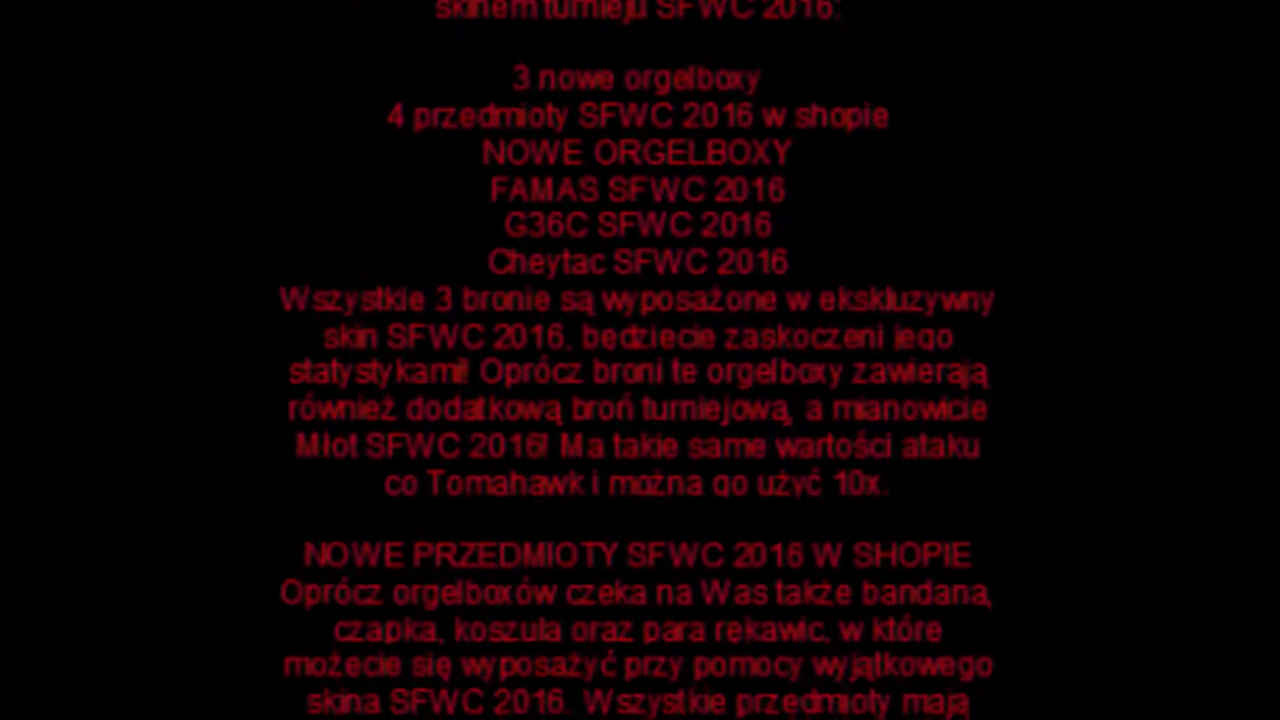 skinem turnieju SFWC 2016:
3 nowe orgelboxy
4 przedmioty SFWC 2016 w shopie
NOWE ORGELBOXY
FAMAS SFWC 2016
G36C SFWC 2016
Cheytac SFWC 2016
Wszystkie 3 bronie są wyposażone w ekskluzywny
skin SFWC 2016, będziecie zaskoczeni jego
statystykami! Oprócz broni te orgelboxy zawierają
również dodatkową broń turniejową, a mianowicie
Młot SFWC 2016! Ma takie same wartości ataku
co Tomahawk i można go użyć 10x.
NOWE PRZEDMIOTY SFWC 2016 W SHOPIE
Oprócz orgelboxów czeka na Was także bandana,
czapka, koszula oraz para rękawic, w które
możecie się wyposażyć przy pomocy wyjątkowego
skina SFWC 2016. Wszystkie przedmioty mają